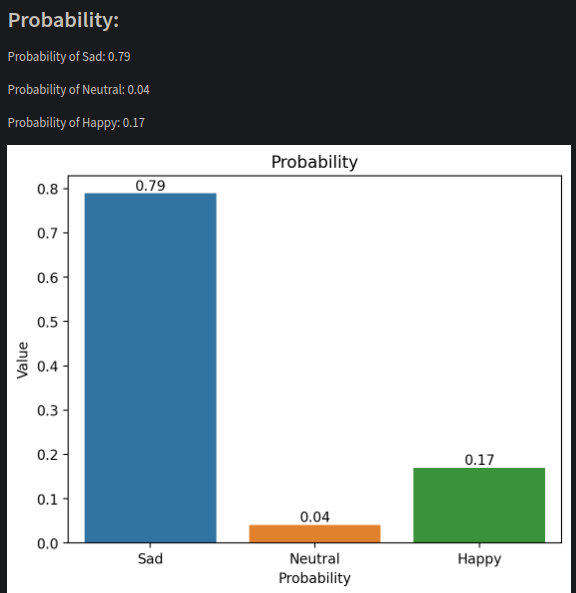 Probability:
Probability of Sad: 0.79
Probability of Neutral: 0.04
Probability of Happy: 0.17
Probability
0.79
0.8
0.7
0.6
0.5
Value
0.4
0.3
0.2
0.17
0.1
0.04
0.0
Sad Neutral Happy
Probability